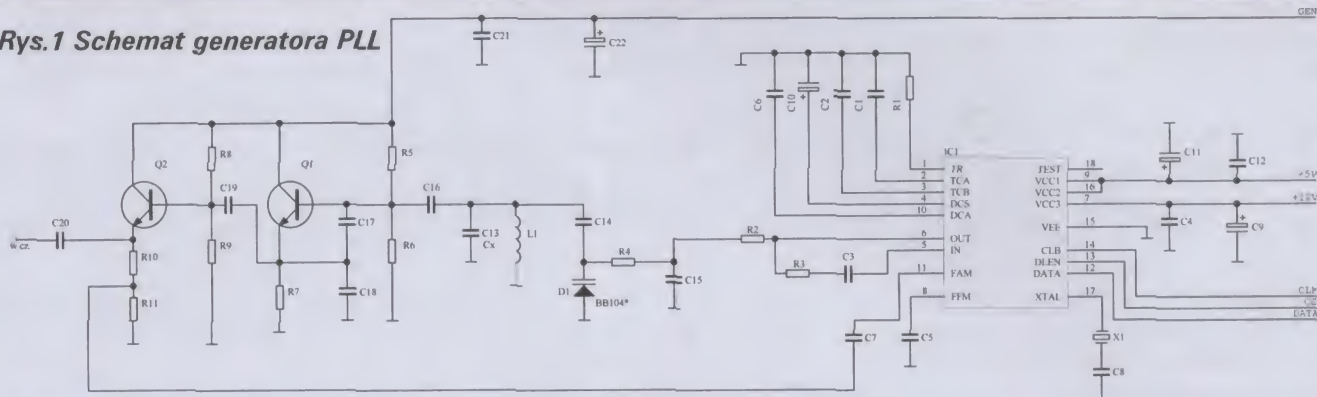 Rys.1 Schemat generatora PLL
GEN
C21
C22
+
C6
C10
+
C2
C1
R1
R8
Q2
C19
R5
Q1
C17
C16
C13
Cx
L1
C14
C20
w.cz.
R10
R11
R9
R7
C18
R6
R4
D1
BB104*
C15
R2
R3
C3
C7
C5
IC1
1 TR
2 TCA
3 TCB
4 DCS
10 DCA
6 OUT
5 IN
11 FAM
8 FFM
TEST 18
VCC1 9
VCC2 16
VCC3 7
VEE 15
CLB 14
DLEN 13
DATA 12
XTAL 17
C11
+
C12
+5V
+12V
C4
C9
+
DATA
X1
C8